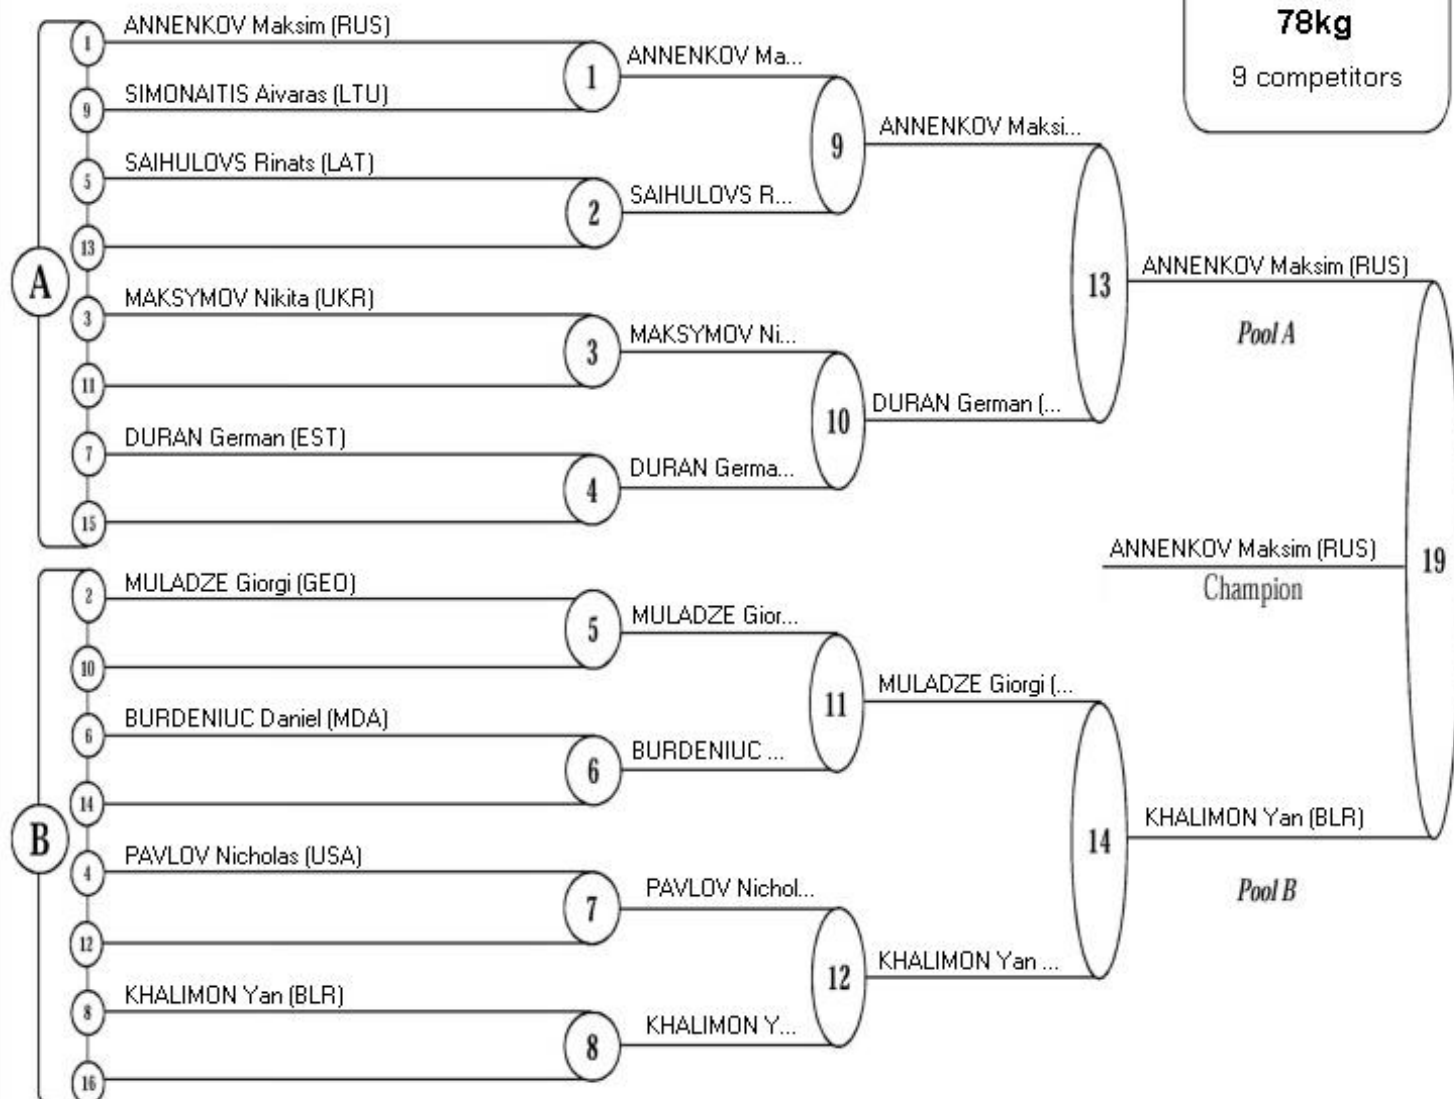 78kg
9 competitors
A
1 ANNENKOV Maksim (RUS)
9 SIMONAITIS Aivaras (LTU)
5 SAIHULOVS Rinats (LAT)
13
3 MAKSYMOV Nikita (UKR)
11
7 DURAN German (EST)
15
B
2 MULADZE Giorgi (GEO)
10
6 BURDENIUC Daniel (MDA)
14
4 PAVLOV Nicholas (USA)
12
8 KHALIMON Yan (BLR)
16
1 ANNENKOV Ma...
2 SAIHULOVS R...
3 MAKSYMOV Ni...
4 DURAN Germa...
5 MULADZE Gior...
6 BURDENIUC ...
7 PAVLOV Nichol...
8 KHALIMON Y...
9 ANNENKOV Maksi...
10 DURAN German (...
11 MULADZE Giorgi (...
12 KHALIMON Yan ...
13 ANNENKOV Maksim (RUS)
Pool A
14 KHALIMON Yan (BLR)
Pool B
19 ANNENKOV Maksim (RUS)
Champion